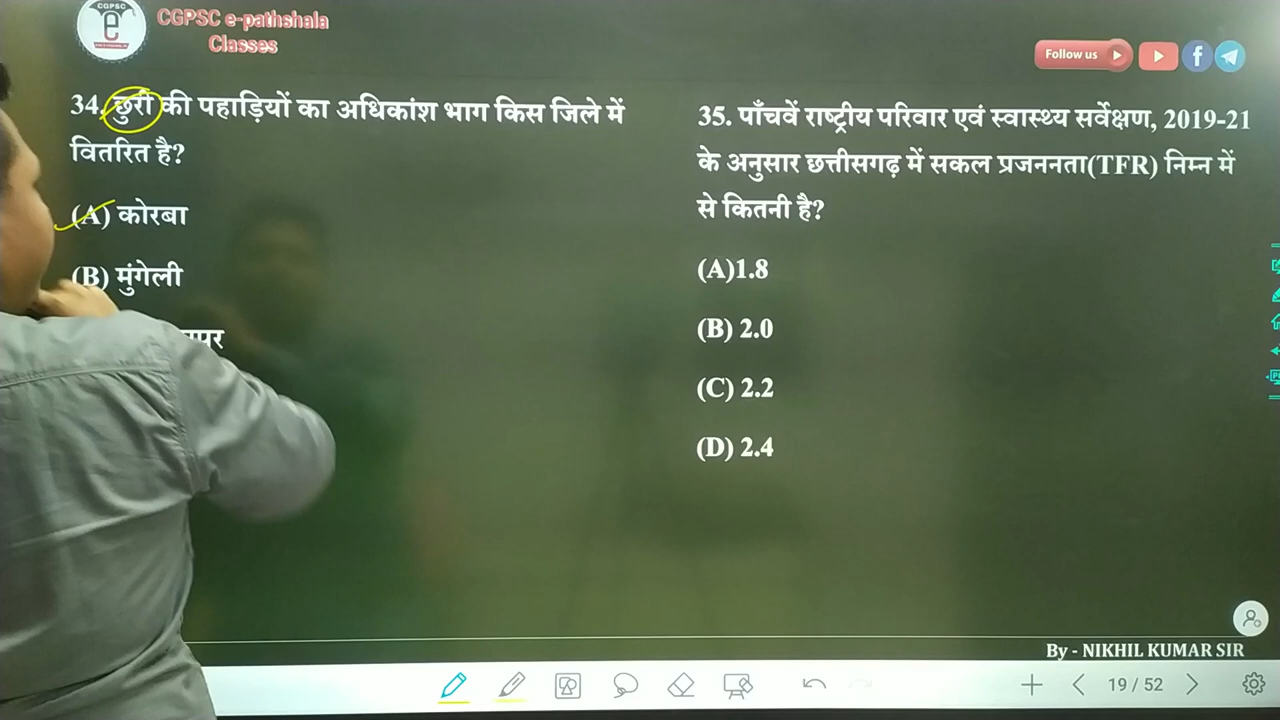 CGPSC
e
CGPSC e-pathshala
Classes
Follow us
34. छुरी की पहाड़ियों का अधिकांश भाग किस जिले में
वितरित है?
(A) कोरबा
(B) मुंगेली
35. पाँचवें राष्ट्रीय परिवार एवं स्वास्थ्य सर्वेक्षण, 2019-21
के अनुसार छत्तीसगढ़ में सकल प्रजननता(TFR) निम्न में
से कितनी है?
(A)1.8
(B) 2.0
(C) 2.2
(D) 2.4
By - NIKHIL KUMAR SIR
19 / 52